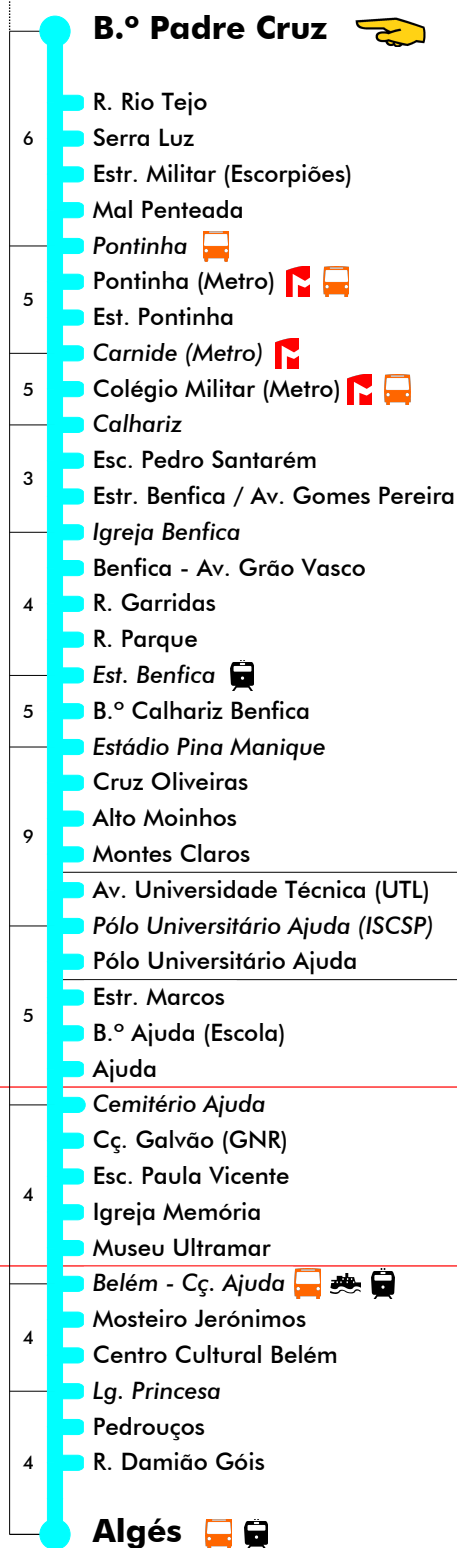 B.º Padre Cruz
R. Rio Tejo
6
Serra Luz
Estr. Militar (Escorpiões)
Mal Penteada
Pontinha
Pontinha (Metro)
5
Est. Pontinha
Carnide (Metro)
5
Colégio Militar (Metro)
Calhariz
Esc. Pedro Santarém
3
Estr. Benfica / Av. Gomes Pereira
Igreja Benfica
Benfica - Av. Grão Vasco
4
R. Garridas
R. Parque
Est. Benfica
5
B.º Calhariz Benfica
Estádio Pina Manique
Cruz Oliveiras
Alto Moinhos
9
Montes Claros
Av. Universidade Técnica (UTL)
Pólo Universitário Ajuda (ISCSP)
Pólo Universitário Ajuda
Estr. Marcos
5
B.º Ajuda (Escola)
Ajuda
Cemitério Ajuda
Cç. Galvão (GNR)
Esc. Paula Vicente
4
Igreja Memória
Museu Ultramar
Belém - Cç. Ajuda
Mosteiro Jerónimos
4
Centro Cultural Belém
Lg. Princesa
Pedrouços
4
R. Damião Góis
Algés